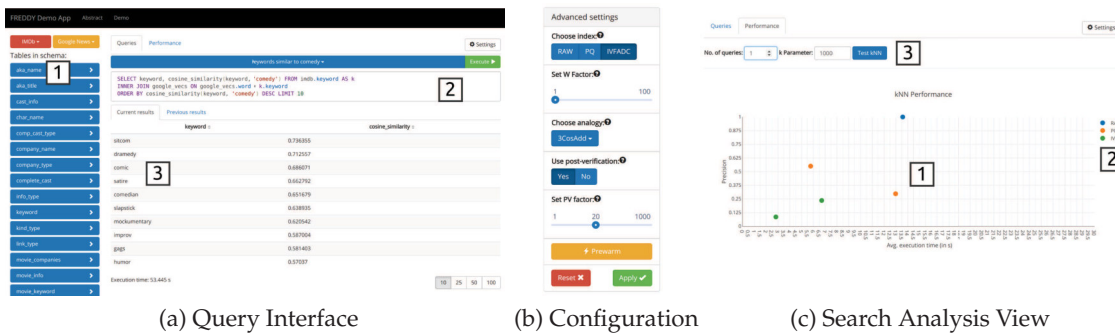 FREDDY Demo App Abstract Demo
IMDb Google News
Tables in schema:
aka_name
1
aka_title
cast_info
char_name
comp_cast_type
company_name
company_type
complete_cast
info_type
keyword
kind_type
link_type
movie_companies
movie_info
movie_keyword
Queries Performance Settings
Keywords similar to comedy Execute
SELECT keyword, cosine_similarity(keyword, 'comedy') FROM imdb.keyword AS k
INNER JOIN google_vecs ON google_vecs.word = k.keyword
ORDER BY cosine_similarity(keyword, 'comedy') DESC LIMIT 10
2
Current results Previous results
keyword cosine_similarity
sitcom 0.736355
dramedy 0.712557
comic 0.686071
satire 0.662792
3
comedian 0.651679
slapstick 0.638935
mockumentary 0.620542
improv 0.587004
gags 0.581403
humor 0.57037
Execution time: 53.445 s 10 25 50 100
(a) Query Interface
Advanced settings
Choose index:
RAW PQ IVFADC
Set W Factor:
1 100
Choose analogy:
3CosAdd
Use post-verification:
Yes No
Set PV factor:
1 20 1000
Prewarm
Reset Apply
(b) Configuration
Queries Performance Settings
No. of queries: 1 k Parameter: 1000 Test kNN 3
kNN Performance
1
0.875
0.75
0.625
0.5
0.375
0.25
0.125
Precision
1
2
Avg. execution time (in s)
(c) Search Analysis View